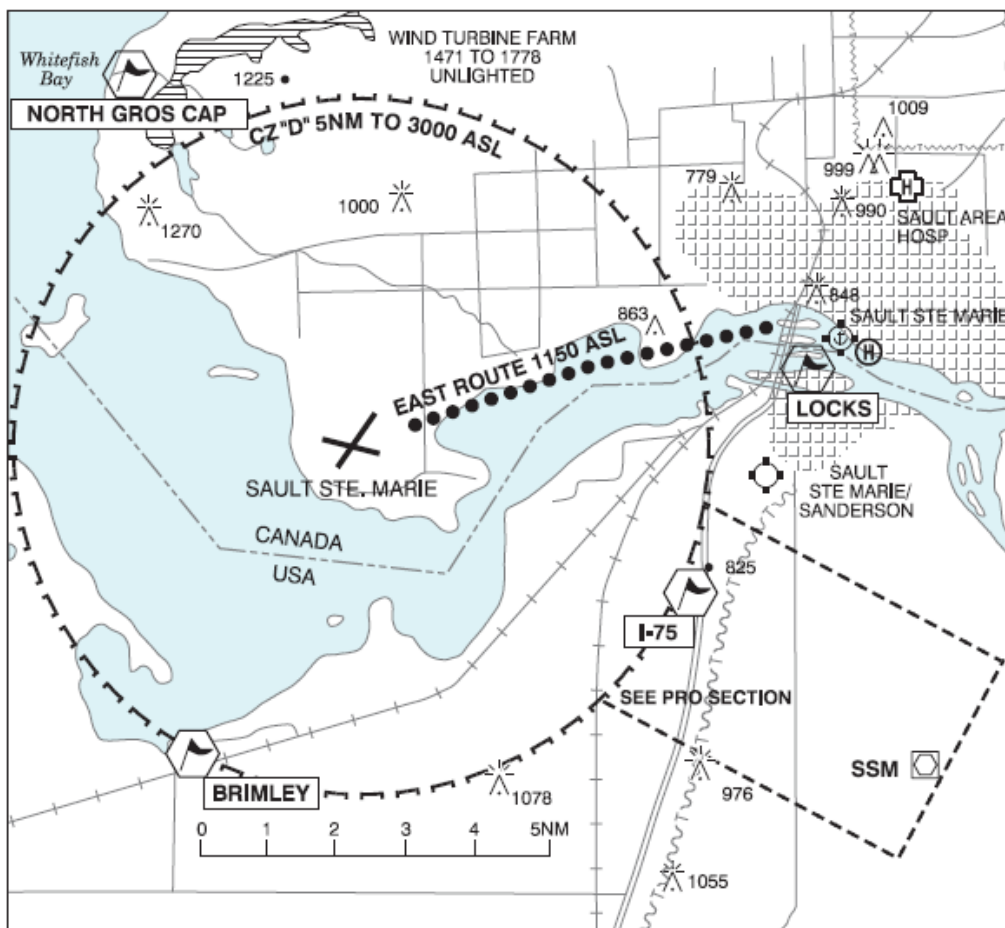 WIND TURBINE FARM
1471 TO 1778
UNLIGHTED
Whitefish
Bay
1225
NORTH GROS CAP
CZ "D" 5NM TO 3000 ASL
1009
999
779
1000
990
H
SAULT AREA
HOSP
1270
848
863
SAULT STE MARIE
H
EAST ROUTE 1150 ASL
LOCKS
SAULT STE. MARIE
SAULT
STE MARIE/
SANDERSON
CANADA
USA
825
I-75
SEE PRO SECTION
SSM
BRIMLEY
1078
976
0 1 2 3 4 5NM
1055